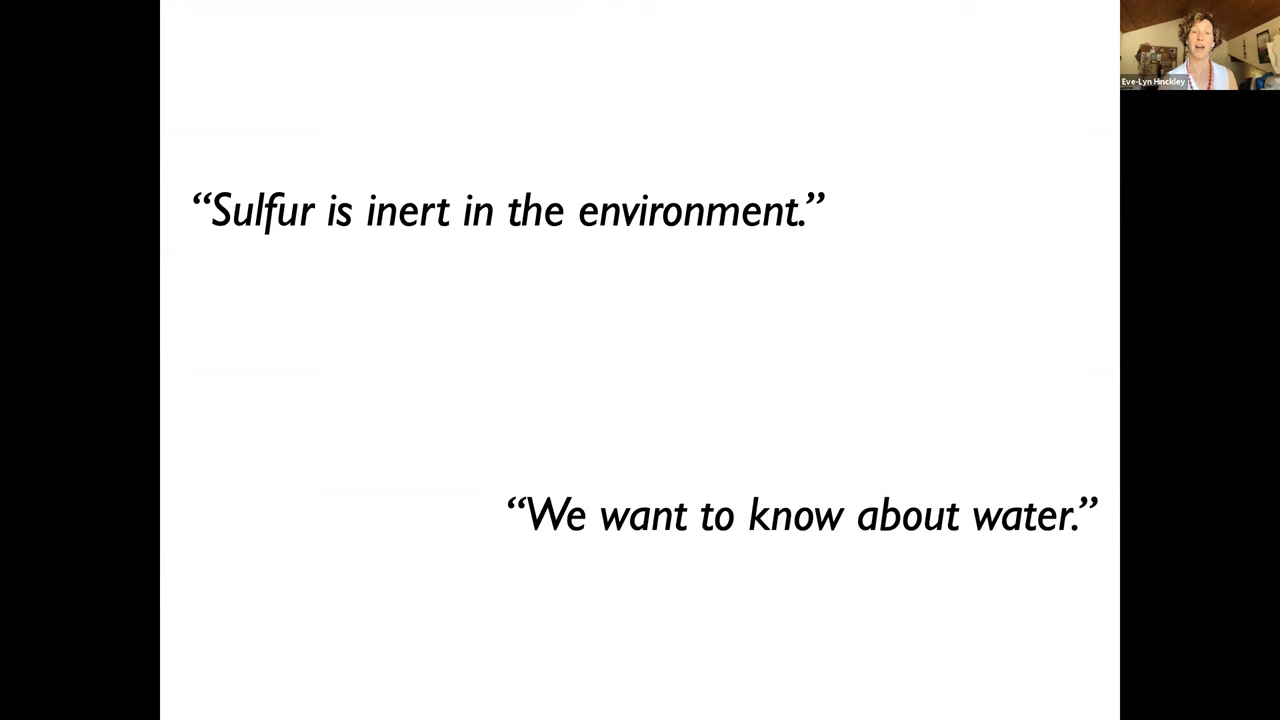 Eve-Lyn Hinckley
“Sulfur is inert in the environment.”
“We want to know about water.”